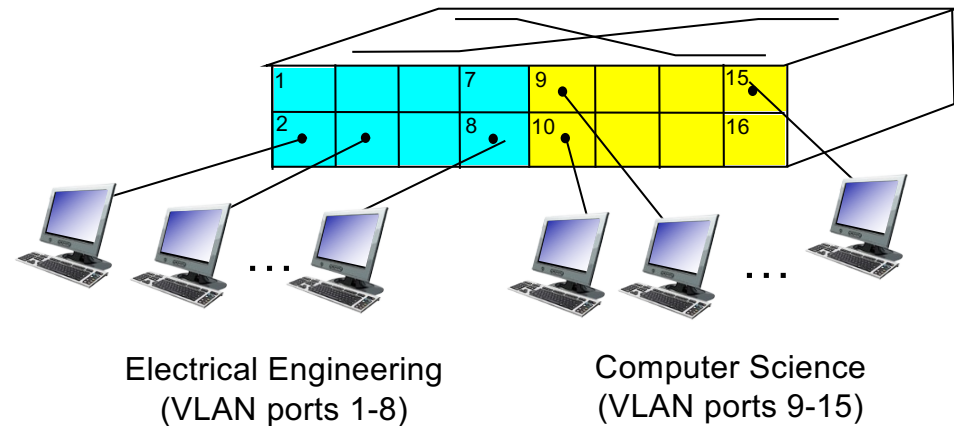 1 7 9 15
2 8 10 16
... ...
Electrical Engineering
(VLAN ports 1-8)
Computer Science
(VLAN ports 9-15)